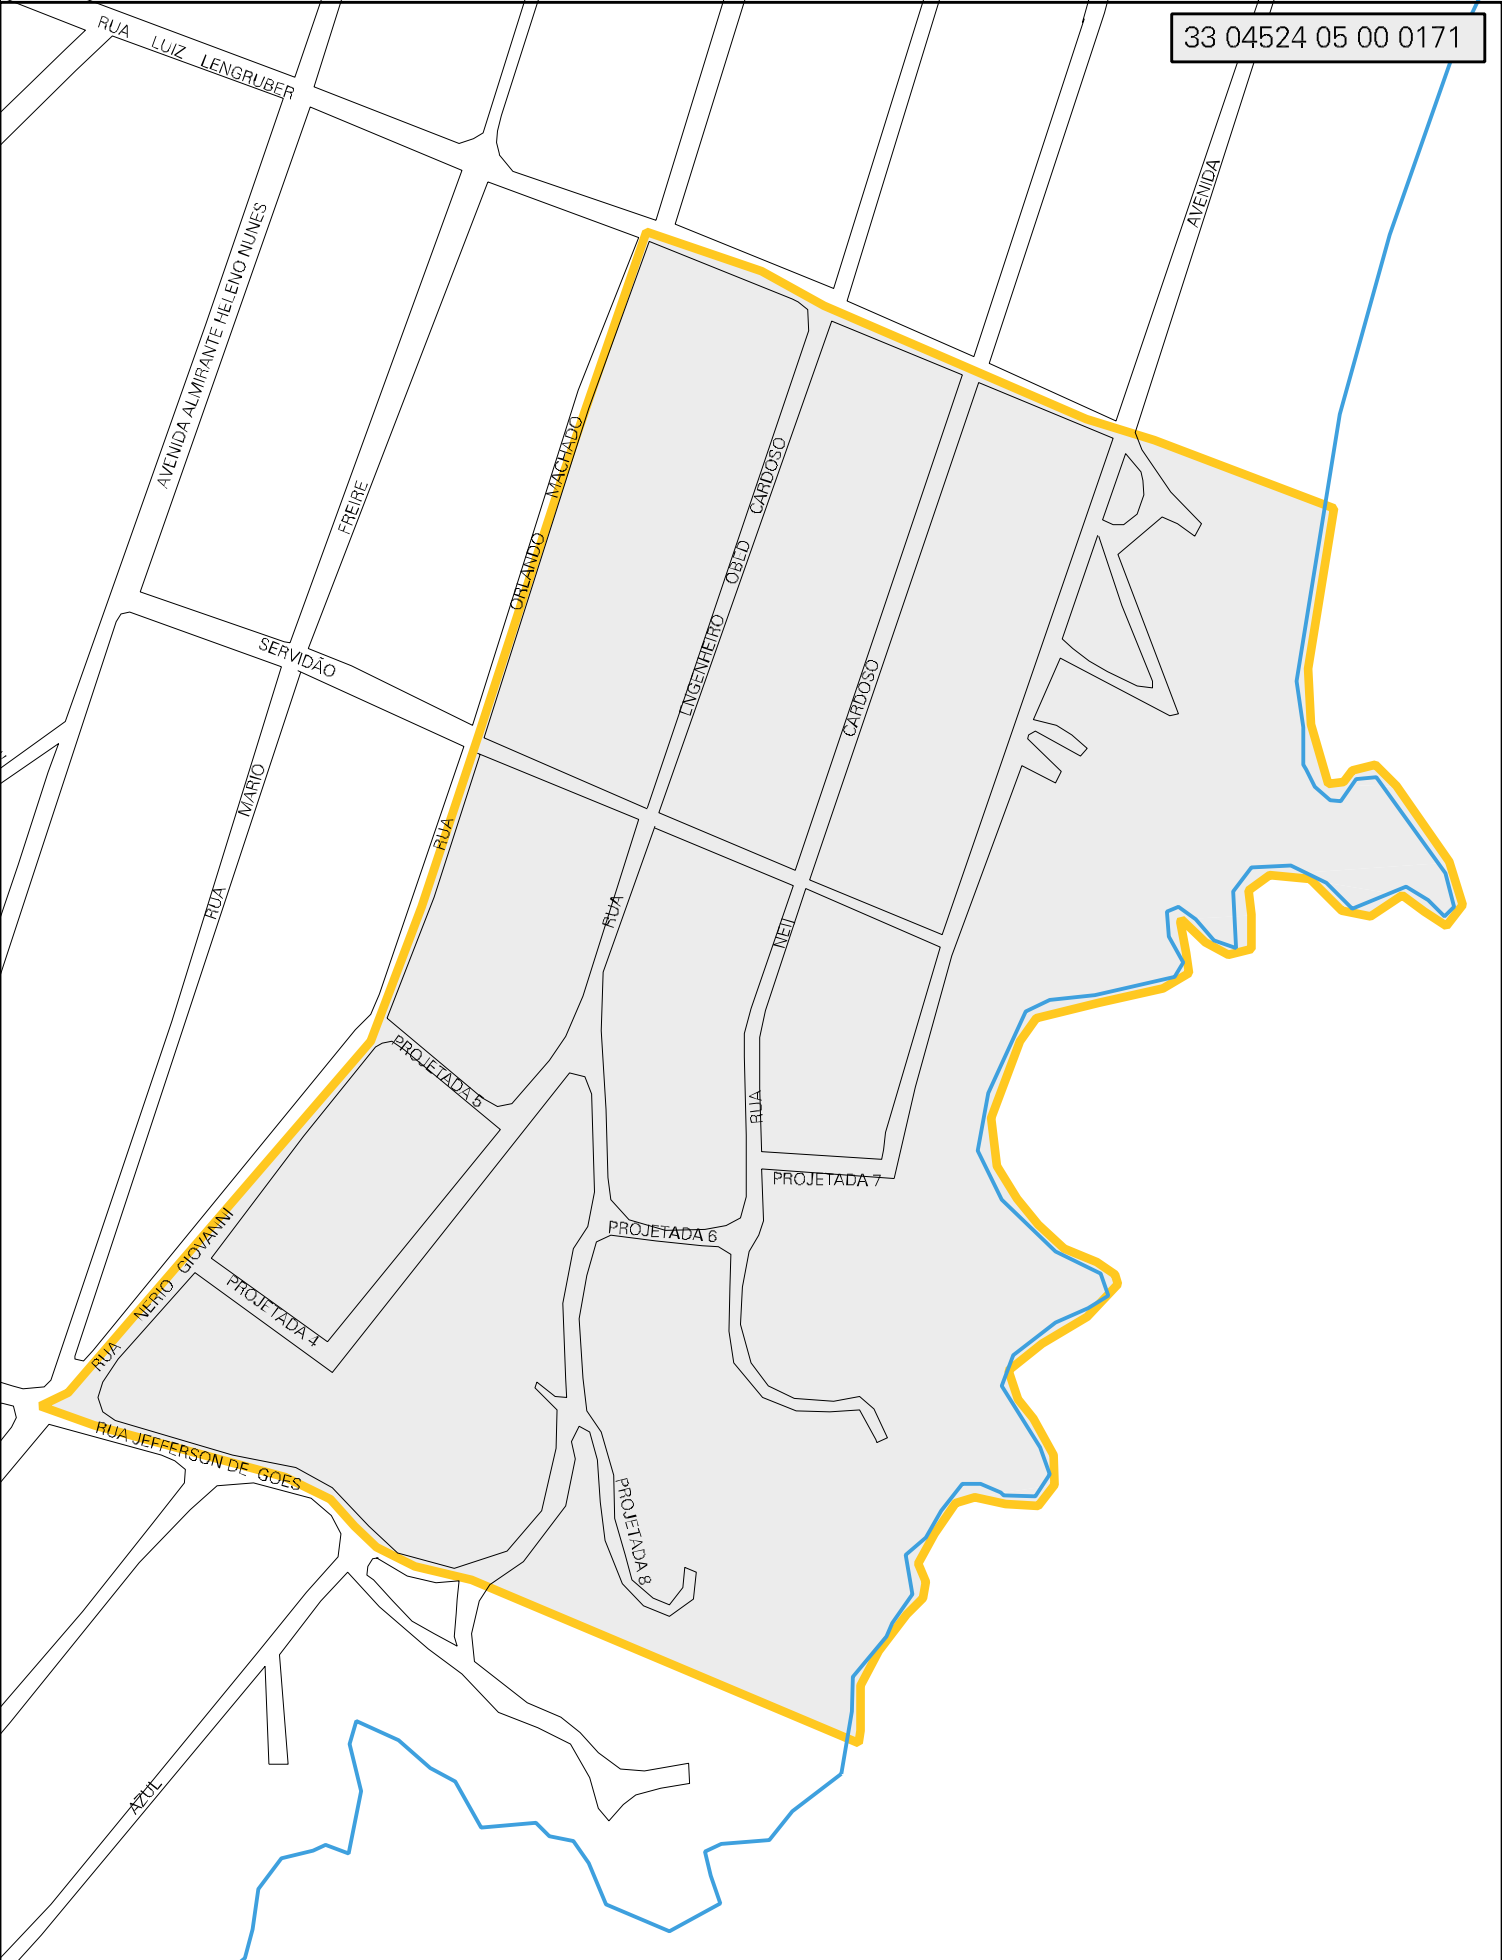 33 04524 05 00 0171
RUA LUIZ LENGRUBER
AVENIDA
AVENIDA ALMIRANTE HELENO NUNES
RUA MARIO FREIRE
RUA ORLANDO MACHADO
RUA ENGENHEIRO OBED CARDOSO
RUA NEII CARDOSO
SERVIDÃO
PROJETADA 5
PROJETADA 7
PROJETADA 6
RUA NERIO GIOVANNI
PROJETADA 4
RUA JEFFERSON DE GOES
PROJETADA 8
AZUL